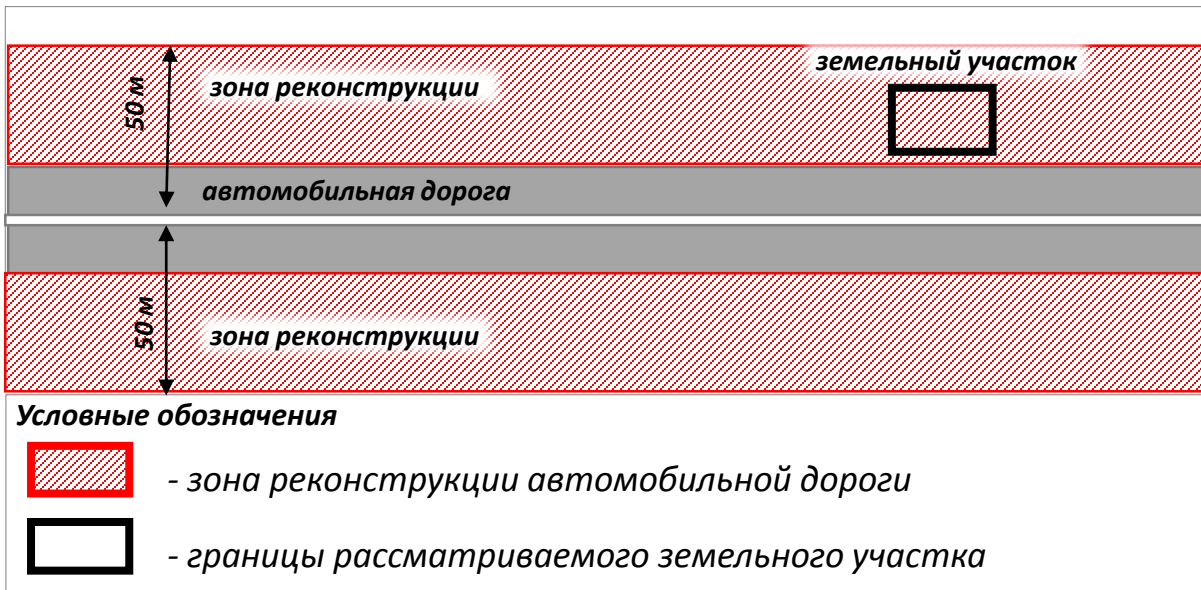 земельный участок
зона реконструкции
50 м
автомобильная дорога
50 м
зона реконструкции
Условные обозначения
- зона реконструкции автомобильной дороги
- границы рассматриваемого земельного участка